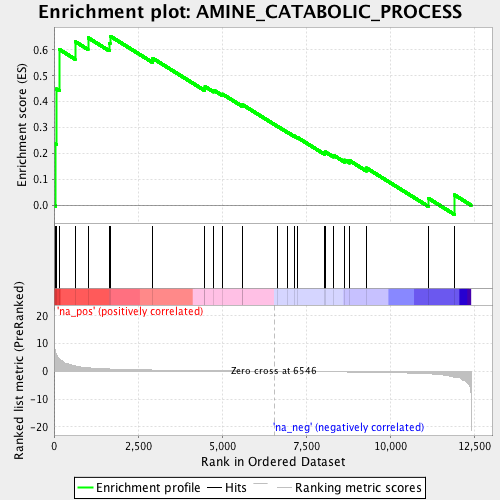 Enrichment plot: AMINE_CATABOLIC_PROCESS
Enrichment score (ES)
0.6
0.5
0.4
0.3
0.2
0.1
0.0
'na_pos' (positively correlated)
Ranked list metric (PreRanked)
20
10
0
-10
-20
Zero cross at 6546
'na_neg' (negatively correlated)
0
2,500
5,000
7,500
10,000
12,500
Rank in Ordered Dataset
Enrichment profile
Hits
Ranking metric scores